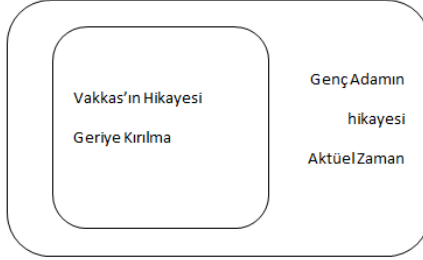 Vakkas’ın Hikayesi
Geriye Kırılma
Genç Adamın
hikayesi
Aktüel Zaman